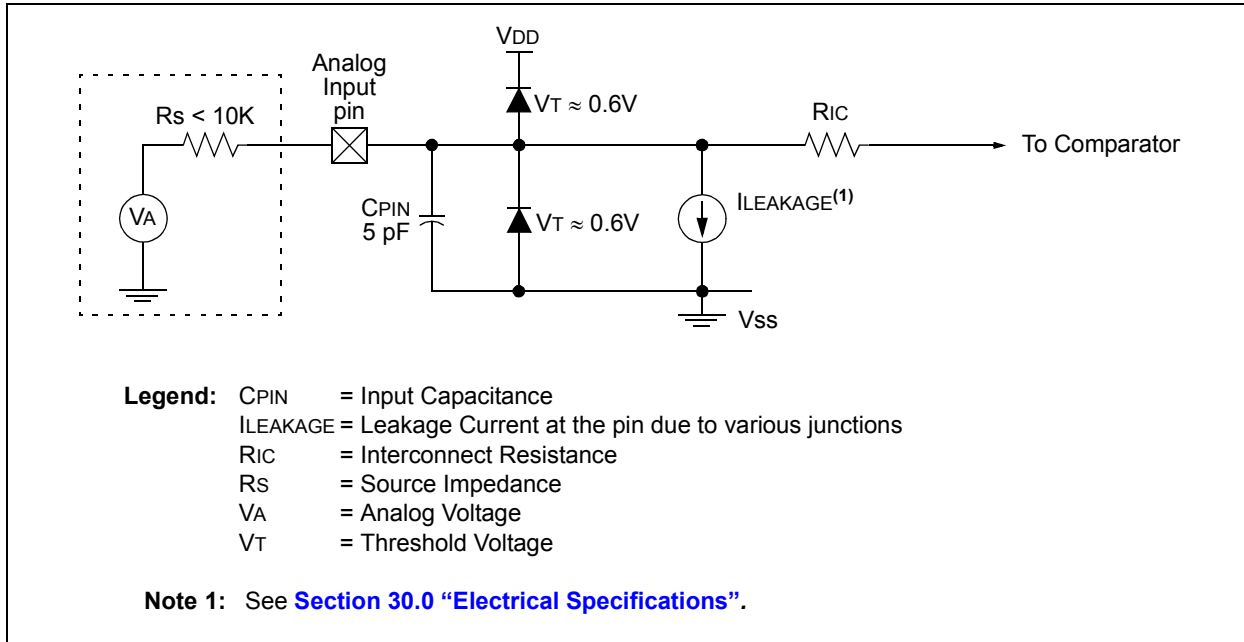 VDD
Analog
Input
pin
Rs < 10K
VT ≈ 0.6V
RIC
To Comparator
VA
CPIN
5 pF
VT ≈ 0.6V
ILEAKAGE(1)
Vss
Legend: CPIN = Input Capacitance
ILEAKAGE = Leakage Current at the pin due to various junctions
RIC = Interconnect Resistance
RS = Source Impedance
VA = Analog Voltage
VT = Threshold Voltage
Note 1: See Section 30.0 “Electrical Specifications”.